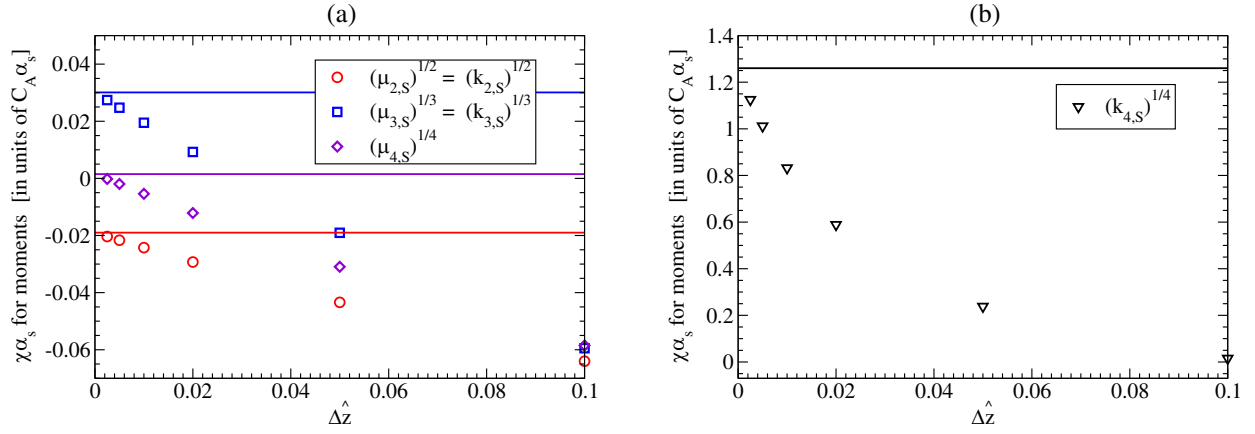 (a)
χα_s for moments [in units of C_A α_s]
0.04
0.02
0
-0.02
-0.04
-0.06
(μ_{2,S})^{1/2} = (k_{2,S})^{1/2}
(μ_{3,S})^{1/3} = (k_{3,S})^{1/3}
(μ_{4,S})^{1/4}
0 0.02 0.04 0.06 0.08 0.1
Δẑ
(b)
χα_s for moments [in units of C_A α_s]
1.4
1.2
1
0.8
0.6
0.4
0.2
0
(k_{4,S})^{1/4}
0 0.02 0.04 0.06 0.08 0.1
Δẑ